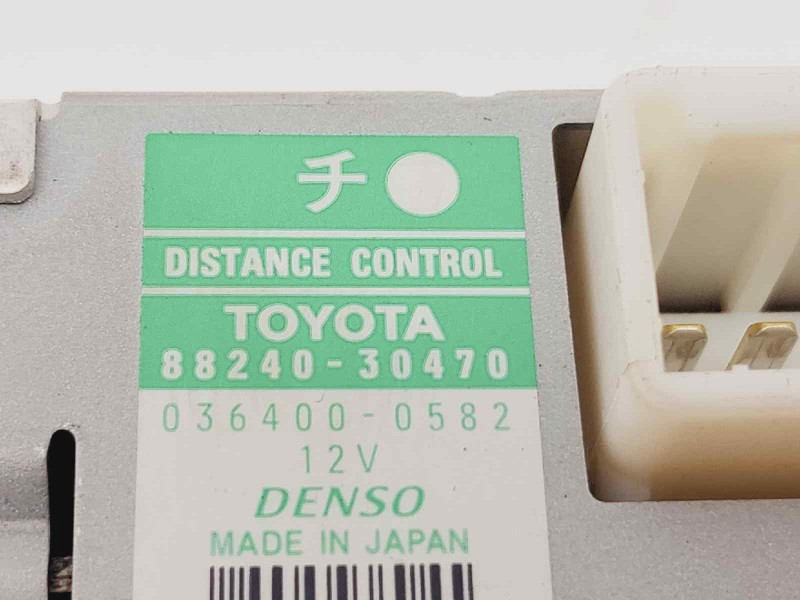 チ
DISTANCE CONTROL
TOYOTA
88240-30470
036400-0582
12V
DENSO
MADE IN JAPAN